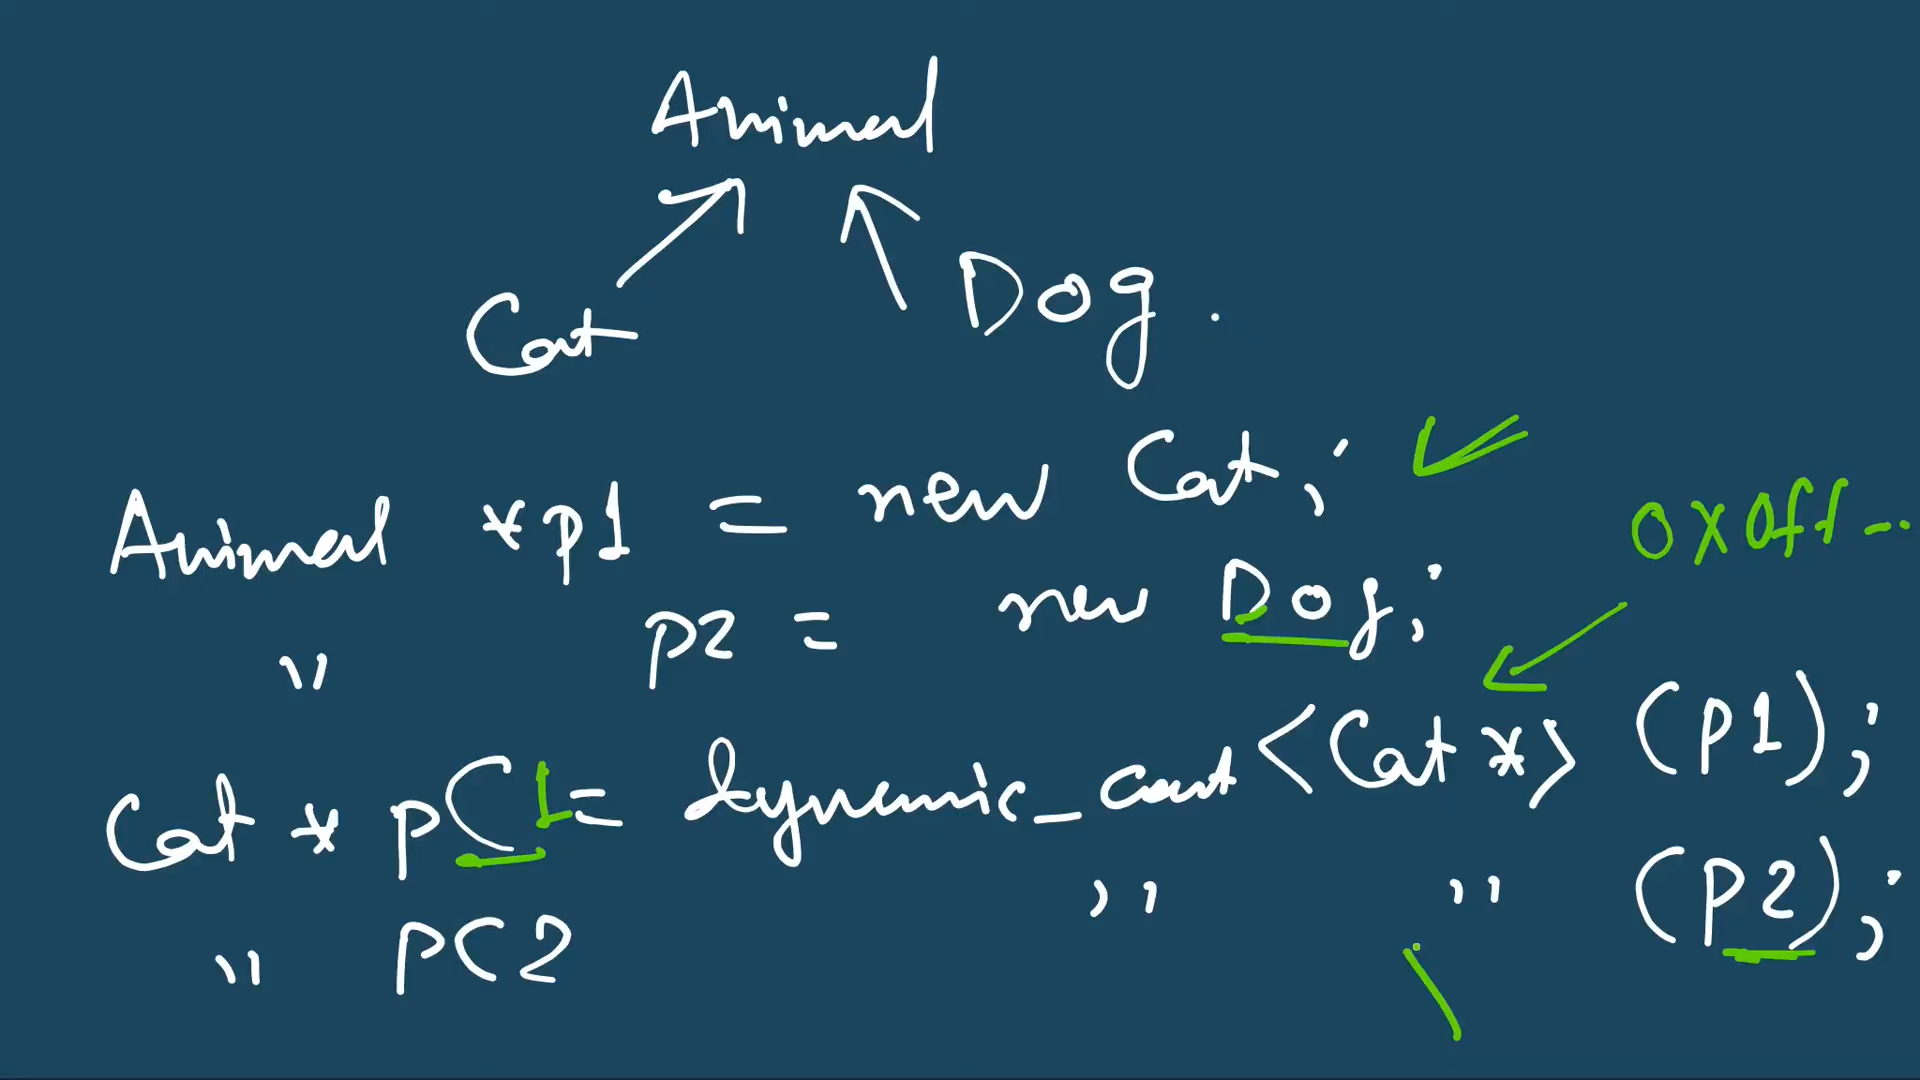 Animal
Cat Dog.
Animal *p1 = new Cat;
0x0ff--
" p2 = new Dog;
Cat * pC1 = dynamic_cast <Cat *> (p1);
" pC2 " " (p2);